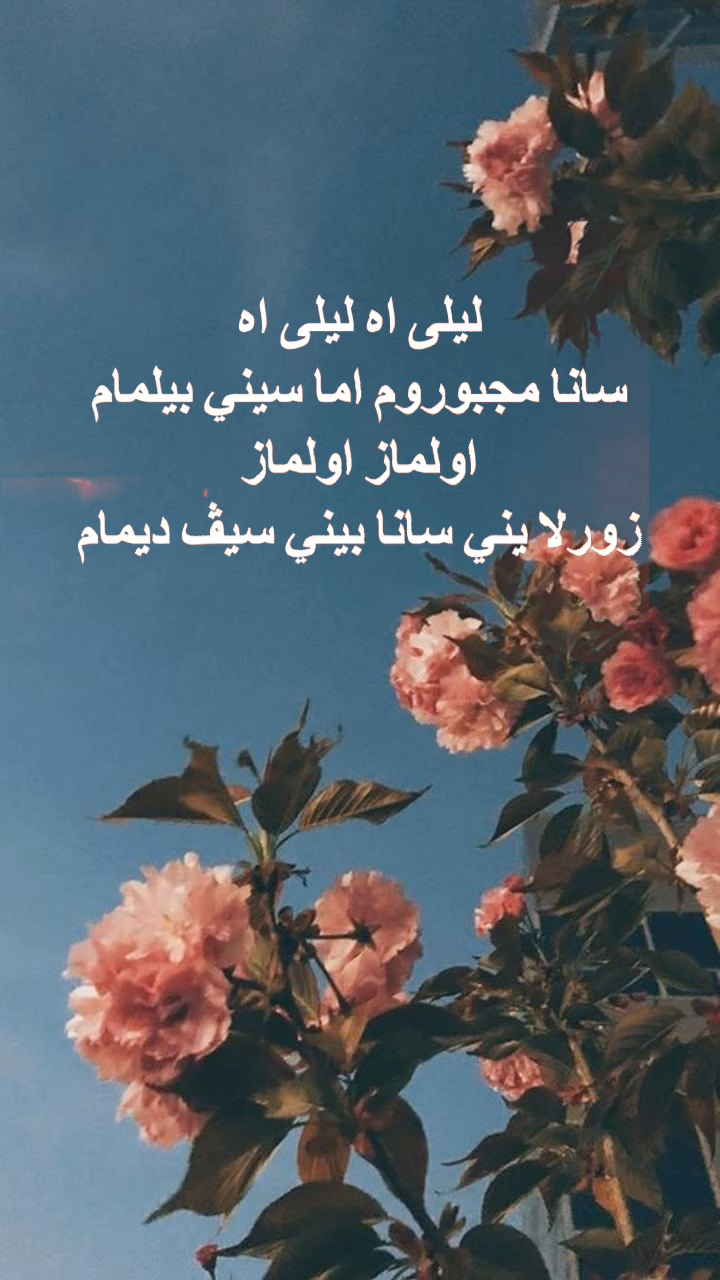 ليلى اه ليلى اه
سانا مجبوروم اما سيني بيلمام
اولماز اولماز
زورلا يني سانا بيني سيڤ ديمام